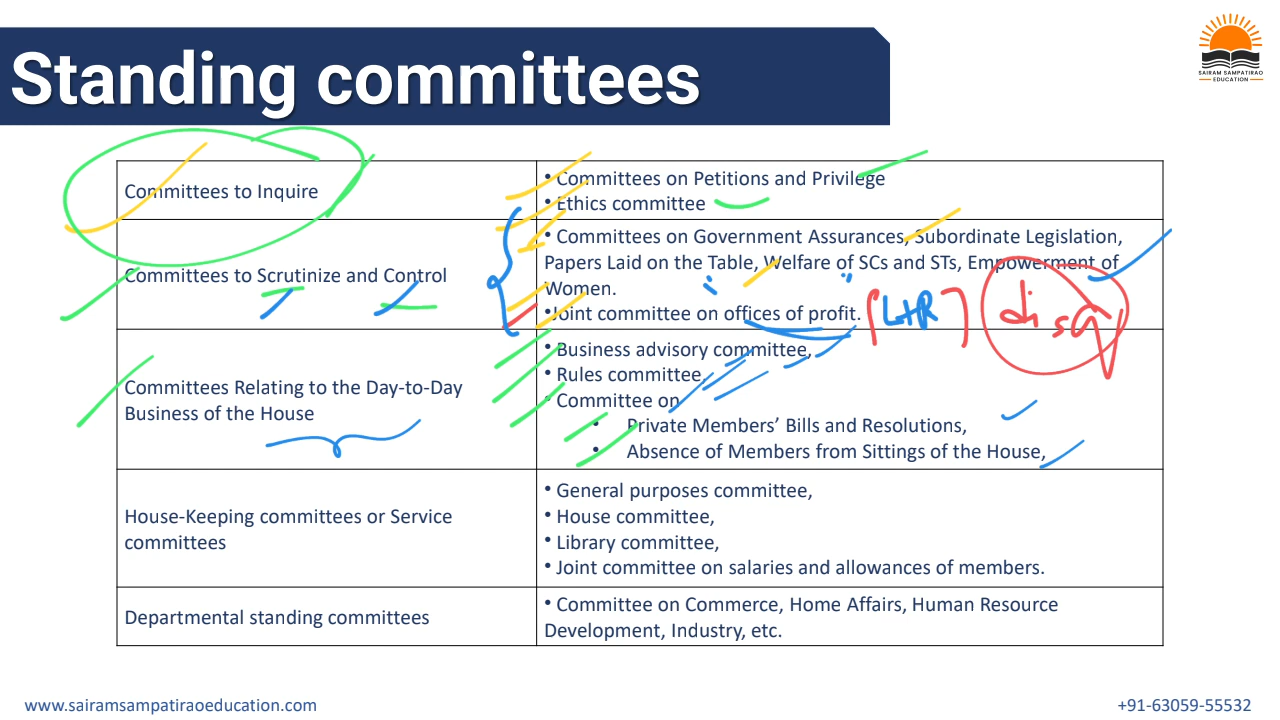 Standing committees
SAIRAM SAMPATIRAO
EDUCATION
Committees to Inquire
• Committees on Petitions and Privilege
• Ethics committee
Committees to Scrutinize and Control
• Committees on Government Assurances, Subordinate Legislation,
Papers Laid on the Table, Welfare of SCs and STs, Empowerment of
Women.
• Joint committee on offices of profit.
disq
Committees Relating to the Day-to-Day
Business of the House
• Business advisory committee,
• Rules committee,
• Committee on
• Private Members' Bills and Resolutions,
• Absence of Members from Sittings of the House,
House-Keeping committees or Service
committees
• General purposes committee,
• House committee,
• Library committee,
• Joint committee on salaries and allowances of members.
Departmental standing committees
• Committee on Commerce, Home Affairs, Human Resource
Development, Industry, etc.
www.sairamsampatiraoeducation.com
+91-63059-55532